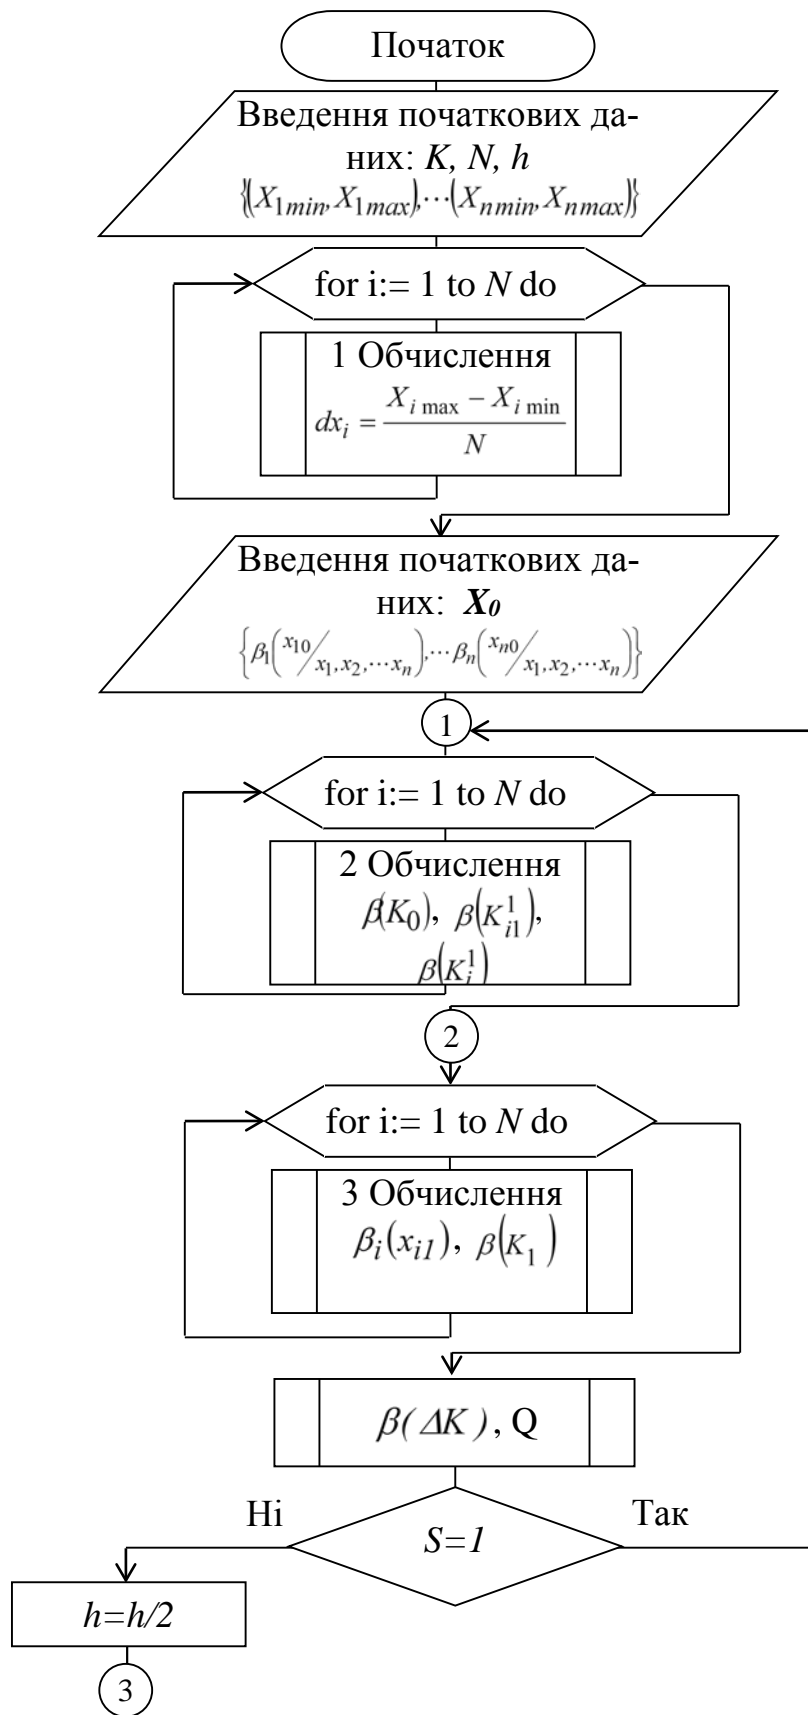 Початок
Введення початкових да-
них: K, N, h
{(X1min, X1max),⋯(Xnmin, Xnmax)}
for i:= 1 to N do
1 Обчислення
dxi = (Xi max − Xi min) / N
Введення початкових да-
них: X0
{β1(x10/x1, x2, ⋯xn),⋯βn(xn0/x1, x2, ⋯xn)}
1
for i:= 1 to N do
2 Обчислення
β(K0), β(K¹i1),
β(K¹i)
2
for i:= 1 to N do
3 Обчислення
βi(xi1), β(K1)
β(ΔK), Q
Ні
Так
S=1
h=h/2
3